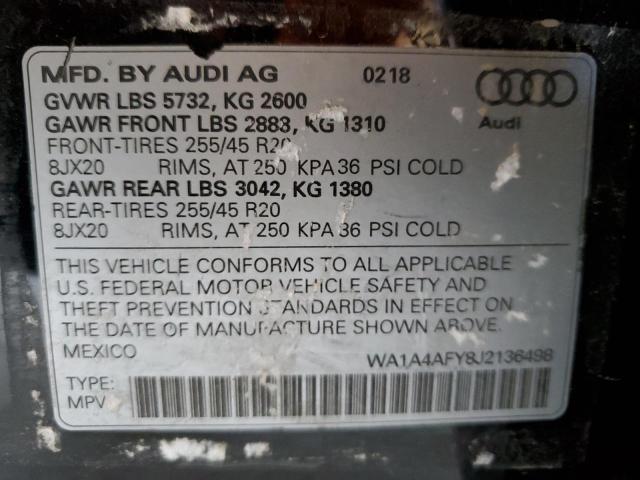 MFD. BY AUDI AG 0218
GVWR LBS 5732, KG 2600
GAWR FRONT LBS 2883, KG 1310
FRONT-TIRES 255/45 R20
8JX20 RIMS, AT 250 KPA 36 PSI COLD
GAWR REAR LBS 3042, KG 1380
REAR-TIRES 255/45 R20
8JX20 RIMS, AT 250 KPA 36 PSI COLD
Audi
THIS VEHICLE CONFORMS TO ALL APPLICABLE
U.S. FEDERAL MOTOR VEHICLE SAFETY AND
THEFT PREVENTION STANDARDS IN EFFECT ON
THE DATE OF MANUFACTURE SHOWN ABOVE.
MEXICO WA1A4AFY8J2136498
TYPE:
MPV